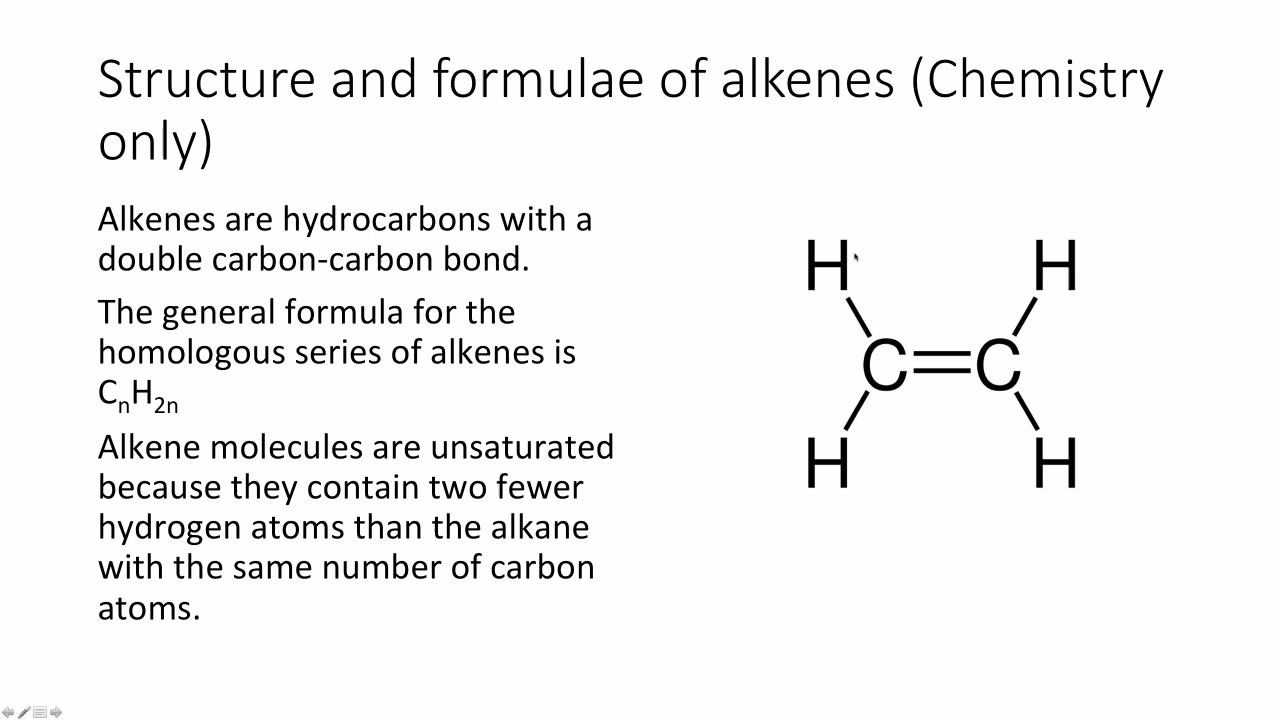 Structure and formulae of alkenes (Chemistry
only)
Alkenes are hydrocarbons with a
double carbon-carbon bond.
The general formula for the
homologous series of alkenes is
CₙH₂ₙ
Alkene molecules are unsaturated
because they contain two fewer
hydrogen atoms than the alkane
with the same number of carbon
atoms.
H H
C C
H H